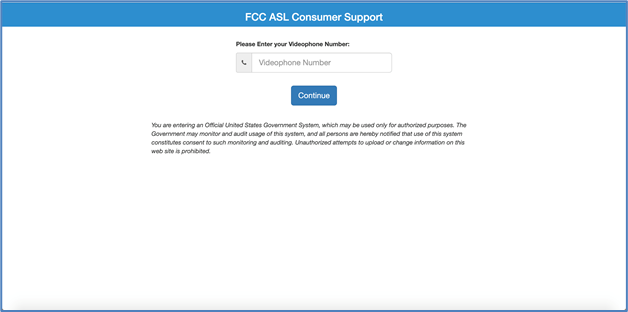 FCC ASL Consumer Support
Please Enter your Videophone Number:
Videophone Number
Continue
You are entering an Official United States Government System, which may be used only for authorized purposes. The
Government may monitor and audit usage of this system, and all persons are hereby notified that use of this system
constitutes consent to such monitoring and auditing. Unauthorized attempts to upload or change information on this
web site is prohibited.